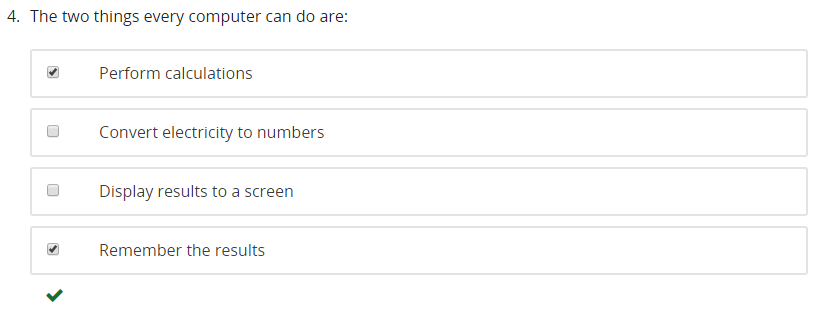 4. The two things every computer can do are:
Perform calculations
Convert electricity to numbers
Display results to a screen
Remember the results